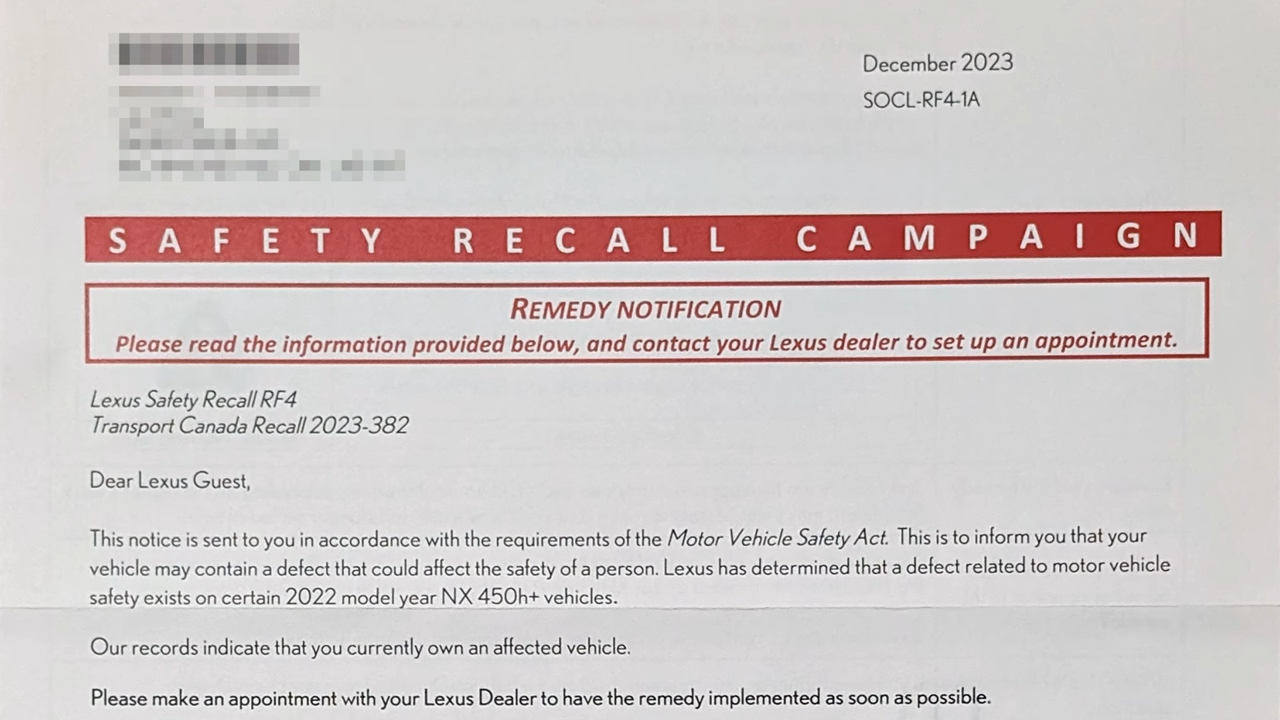 December 2023
SOCL-RF4-1A
SAFETY RECALL CAMPAIGN
REMEDY NOTIFICATION
Please read the information provided below, and contact your Lexus dealer to set up an appointment.
Lexus Safety Recall RF4
Transport Canada Recall 2023-382
Dear Lexus Guest,
This notice is sent to you in accordance with the requirements of the Motor Vehicle Safety Act. This is to inform you that your
vehicle may contain a defect that could affect the safety of a person. Lexus has determined that a defect related to motor vehicle
safety exists on certain 2022 model year NX 450h+ vehicles.
Our records indicate that you currently own an affected vehicle.
Please make an appointment with your Lexus Dealer to have the remedy implemented as soon as possible.